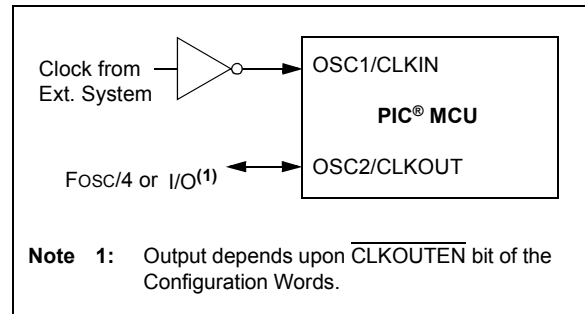 Clock from
Ext. System
OSC1/CLKIN
PIC® MCU
FOSC/4 or I/O(1)
OSC2/CLKOUT
Note 1: Output depends upon CLKOUTEN bit of the
Configuration Words.